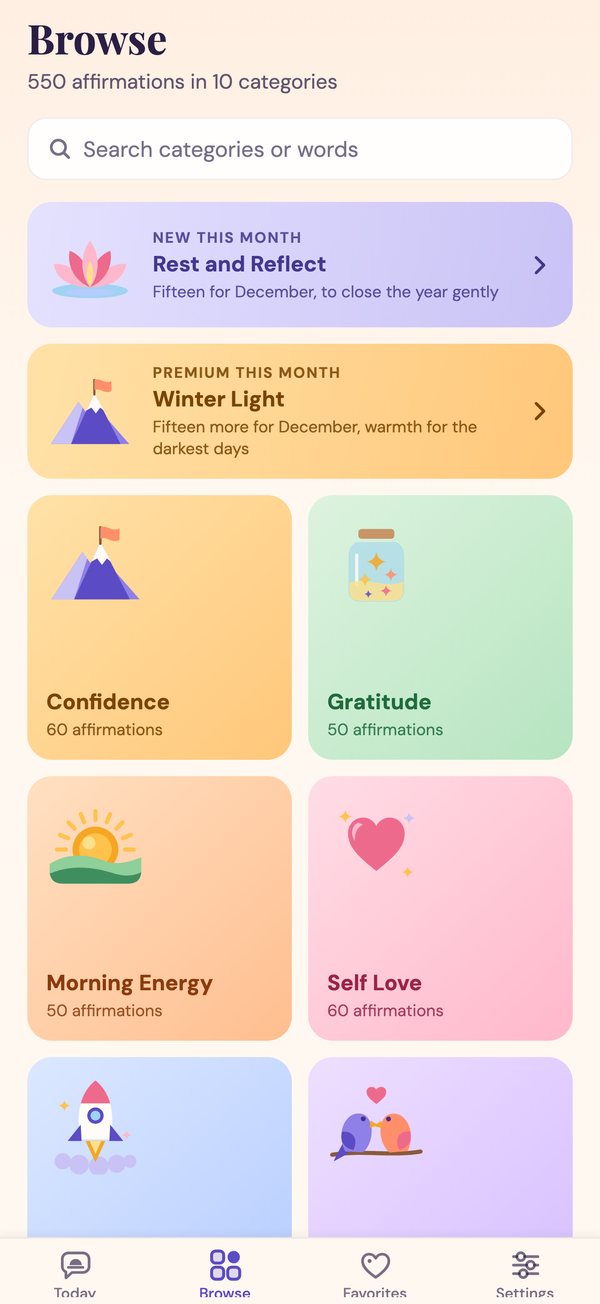 Browse
550 affirmations in 10 categories
Search categories or words
NEW THIS MONTH
Rest and Reflect
Fifteen for December, to close the year gently
PREMIUM THIS MONTH
Winter Light
Fifteen more for December, warmth for the
darkest days
Confidence
60 affirmations
Gratitude
50 affirmations
Morning Energy
50 affirmations
Self Love
60 affirmations
Today
Browse
Favorites
Settings